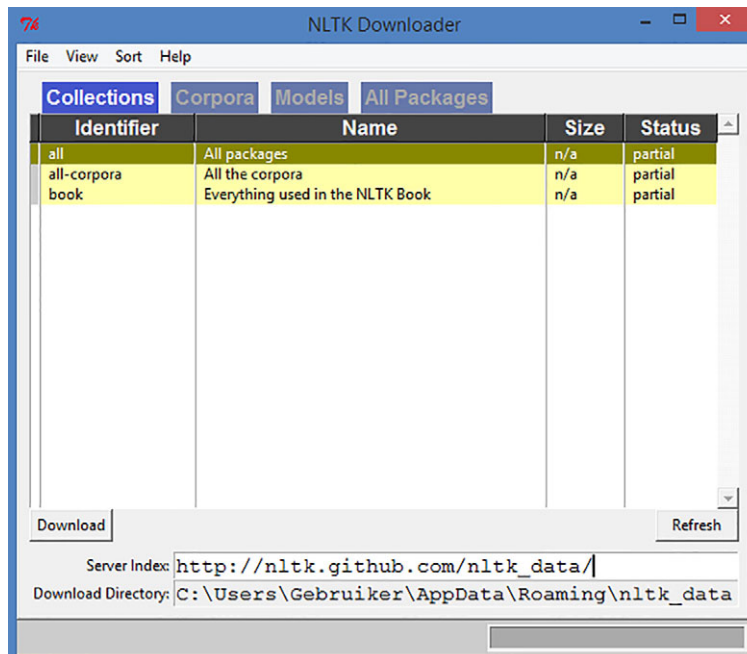 NLTK Downloader
File View Sort Help
Collections Corpora Models All Packages
Identifier Name Size Status
all All packages n/a partial
all-corpora All the corpora n/a partial
book Everything used in the NLTK Book n/a partial
Download Refresh
Server Index: http://nltk.github.com/nltk_data/
Download Directory: C:\Users\Gebruiker\AppData\Roaming\nltk_data